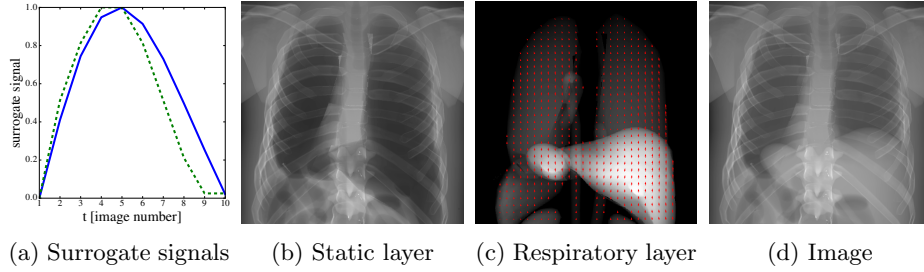 1.0
0.8
0.6
0.4
0.2
0.0
surrogate signal
1 2 3 4 5 6 7 8 9 10
t [image number]
(a) Surrogate signals (b) Static layer (c) Respiratory layer (d) Image